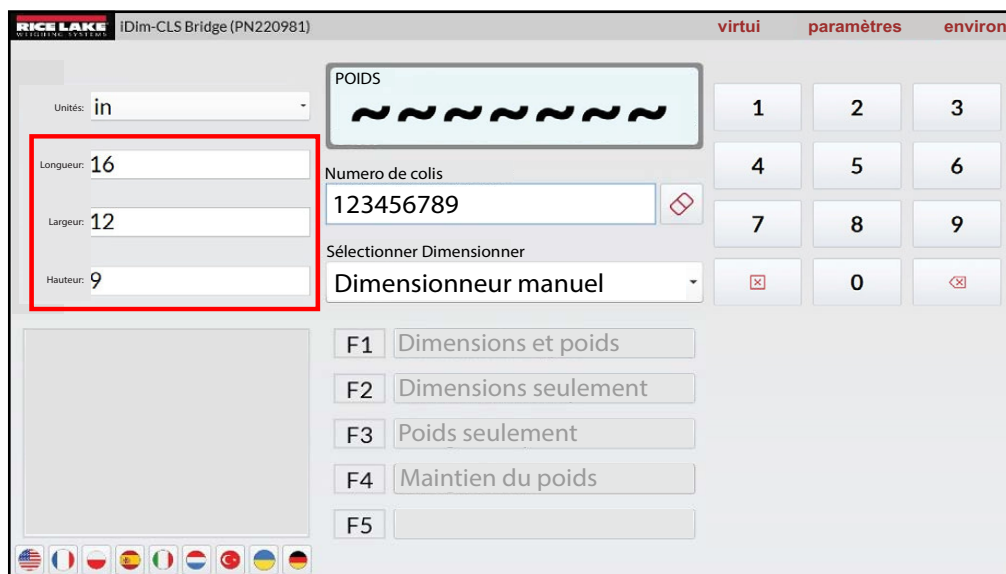 RICE LAKE
WEIGHING SYSTEMS
iDim-CLS Bridge (PN220981)
virtui paramètres environ
Unités: in
Longueur: 16
Largeur: 12
Hauteur: 9
POIDS
~~~~~~~
Numero de colis
123456789
Sélectionner Dimensionner
Dimensionneur manuel
1 2 3
4 5 6
7 8 9
0
F1 Dimensions et poids
F2 Dimensions seulement
F3 Poids seulement
F4 Maintien du poids
F5